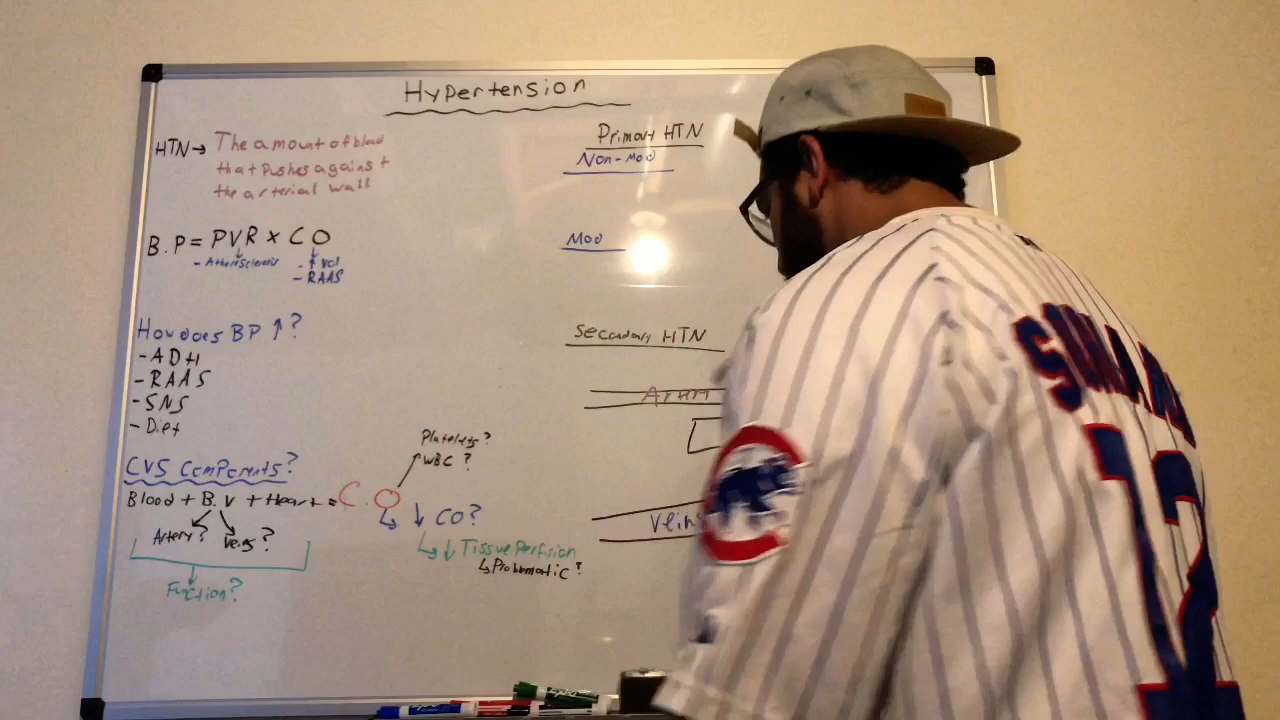 Hypertension
HTN→ The amount of blood
that pushes against
the arterial wall
B.P = PVR x CO
- Atherosclerosis
- ↑ Vol
- RAAS
How does BP ↑?
- ADH
- RAAS
- SNS
- Diet
CVS Components?
Blood + B.V + Heart = C.O
Artery? Veins?
Function?
Platelets?
WBC?
↓ CO?
↓ Tissue Perfusion
↳ Problematic?
Primary HTN
Non-Mod
Mod
Secondary HTN
Veins
12